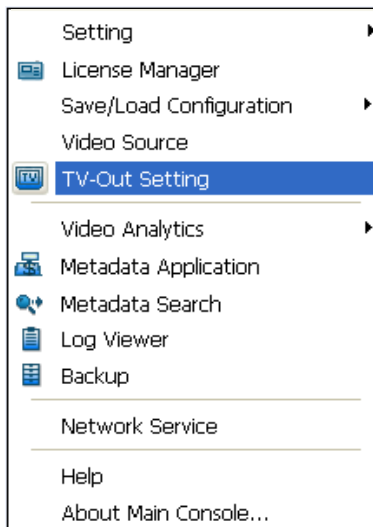 Setting
License Manager
Save/Load Configuration
Video Source
TV-Out Setting
Video Analytics
Metadata Application
Metadata Search
Log Viewer
Backup
Network Service
Help
About Main Console...